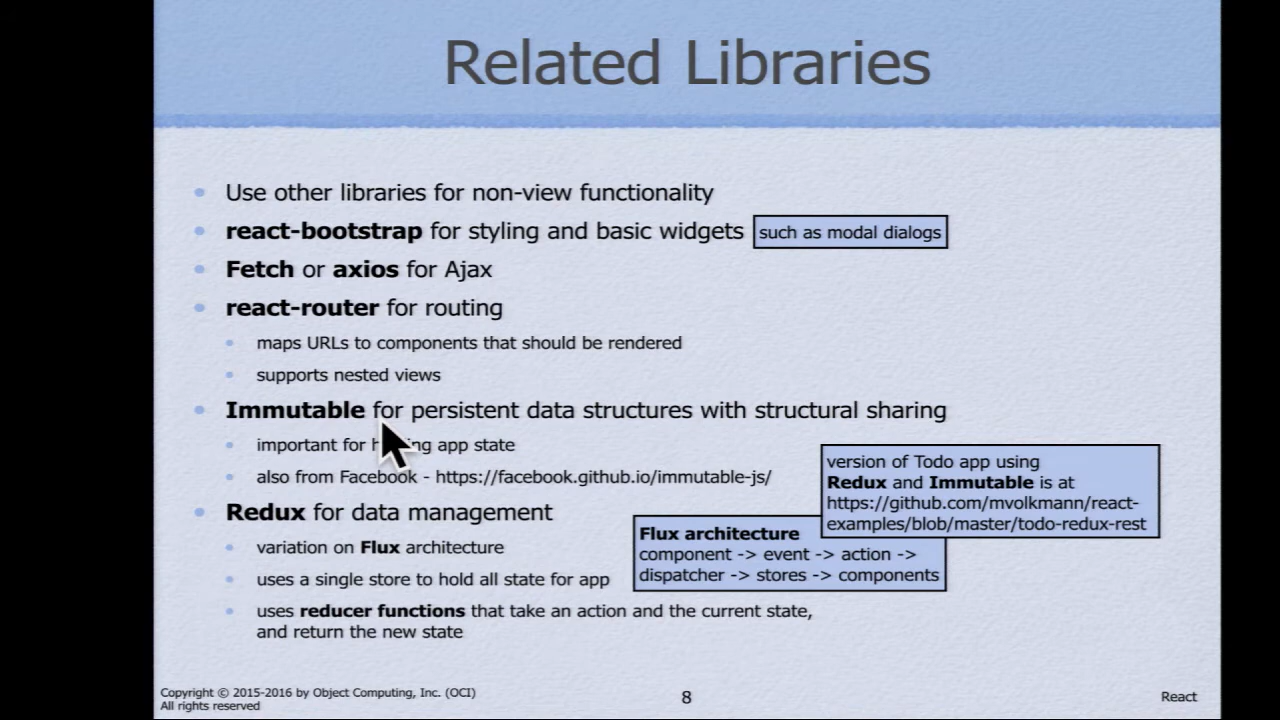 Related Libraries
Use other libraries for non-view functionality
react-bootstrap for styling and basic widgets
such as modal dialogs
Fetch or axios for Ajax
react-router for routing
maps URLs to components that should be rendered
supports nested views
Immutable for persistent data structures with structural sharing
important for app state
also from Facebook - https://facebook.github.io/immutable-js/
version of Todo app using
Redux and Immutable is at
https://github.com/mvolkmann/react-
examples/blob/master/todo-redux-rest
Redux for data management
Flux architecture
component -> event -> action ->
dispatcher -> stores -> components
variation on Flux architecture
uses a single store to hold all state for app
uses reducer functions that take an action and the current state,
and return the new state
Copyright © 2015-2016 by Object Computing, Inc. (OCI)
All rights reserved
8
React